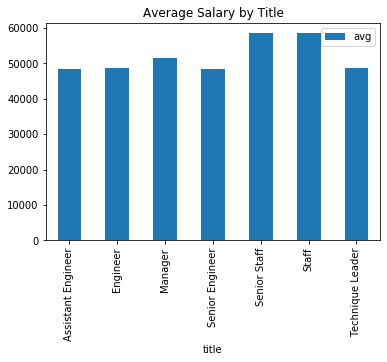 Average Salary by Title
avg
60000
50000
40000
30000
20000
10000
0
Assistant Engineer
Engineer
Manager
Senior Engineer
Senior Staff
Staff
Technique Leader
title